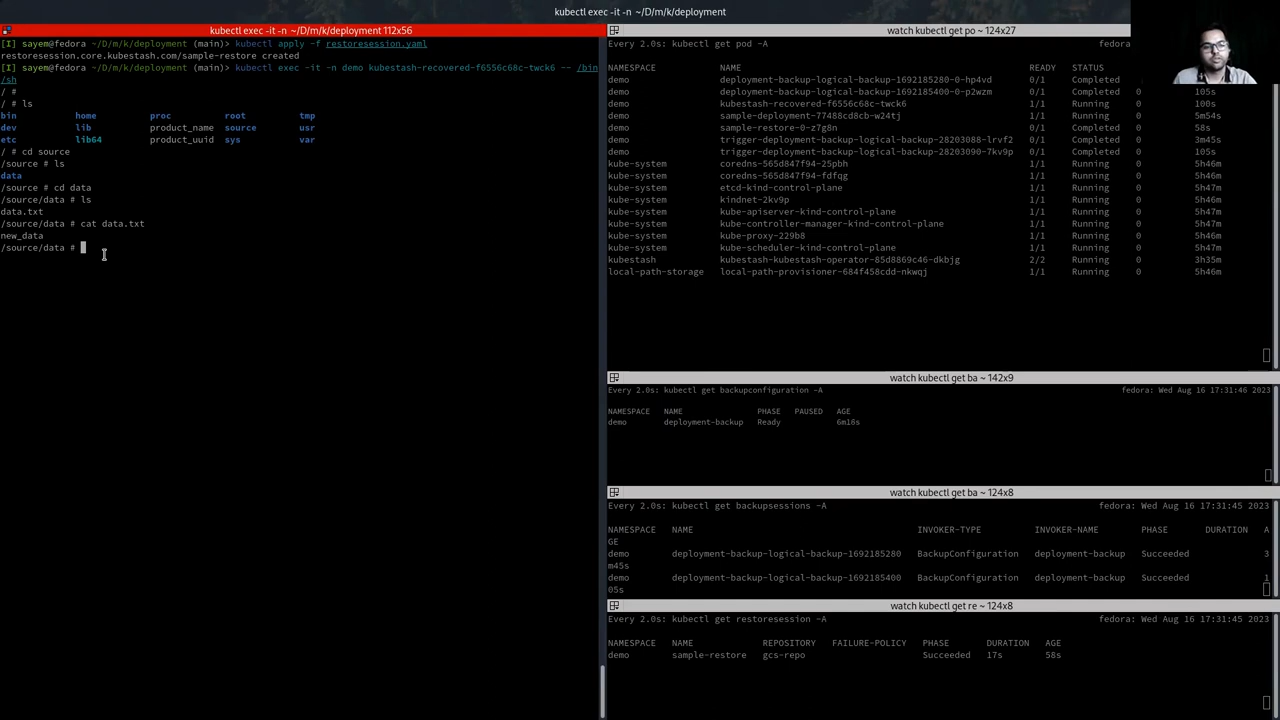 kubectl exec -it -n ~/D/m/k/deployment
kubectl exec -it -n ~/D/m/k/deployment 112x56
[I] sayem@fedora ~/D/m/k/deployment (main)> kubectl apply -f restoresession.yaml
restoresession.core.kubestash.com/sample-restore created
[I] sayem@fedora ~/D/m/k/deployment (main)> kubectl exec -it -n demo kubestash-recovered-f6556c68c-twck6 -- /bin
/sh
/ #
/ # ls
bin home proc root tmp
dev lib product_name source usr
etc lib64 product_uuid sys var
/ # cd source
/source # ls
data
/source # cd data
/source/data # ls
data.txt
/source/data # cat data.txt
new_data
/source/data #
watch kubectl get po ~ 124x27
Every 2.0s: kubectl get pod -A fedora
NAMESPACE NAME READY STATUS
demo deployment-backup-logical-backup-1692185280-0-hp4vd 0/1 Completed
demo deployment-backup-logical-backup-1692185400-0-p2wzm 0/1 Completed 0 105s
demo kubestash-recovered-f6556c68c-twck6 1/1 Running 0 100s
demo sample-deployment-77488cd8cb-w24tj 1/1 Running 0 5m54s
demo sample-restore-0-z7g8n 0/1 Completed 0 58s
demo trigger-deployment-backup-logical-backup-28203088-lrvf2 0/1 Completed 0 3m45s
demo trigger-deployment-backup-logical-backup-28203090-7kv9p 0/1 Completed 0 105s
kube-system coredns-565d847f94-25pbh 1/1 Running 0 5h46m
kube-system coredns-565d847f94-fdfqg 1/1 Running 0 5h46m
kube-system etcd-kind-control-plane 1/1 Running 0 5h47m
kube-system kindnet-2kv9p 1/1 Running 0 5h46m
kube-system kube-apiserver-kind-control-plane 1/1 Running 0 5h47m
kube-system kube-controller-manager-kind-control-plane 1/1 Running 0 5h47m
kube-system kube-proxy-229b8 1/1 Running 0 5h46m
kube-system kube-scheduler-kind-control-plane 1/1 Running 0 5h47m
kubestash kubestash-kubestash-operator-85d8869c46-dkbjg 2/2 Running 0 3h35m
local-path-storage local-path-provisioner-684f458cdd-nkwqj 1/1 Running 0 5h46m
watch kubectl get ba ~ 142x9
Every 2.0s: kubectl get backupconfiguration -A fedora: Wed Aug 16 17:31:46 2023
NAMESPACE NAME PHASE PAUSED AGE
demo deployment-backup Ready 6m16s
watch kubectl get ba ~ 124x8
Every 2.0s: kubectl get backupsessions -A fedora: Wed Aug 16 17:31:45 2023
NAMESPACE NAME INVOKER-TYPE INVOKER-NAME PHASE DURATION A
GE
demo deployment-backup-logical-backup-1692185280 BackupConfiguration deployment-backup Succeeded 3
m45s
demo deployment-backup-logical-backup-1692185400 BackupConfiguration deployment-backup Succeeded 1
05s
watch kubectl get re ~ 124x8
Every 2.0s: kubectl get restoresession -A fedora: Wed Aug 16 17:31:45 2023
NAMESPACE NAME REPOSITORY FAILURE-POLICY PHASE DURATION AGE
demo sample-restore gcs-repo Succeeded 17s 58s